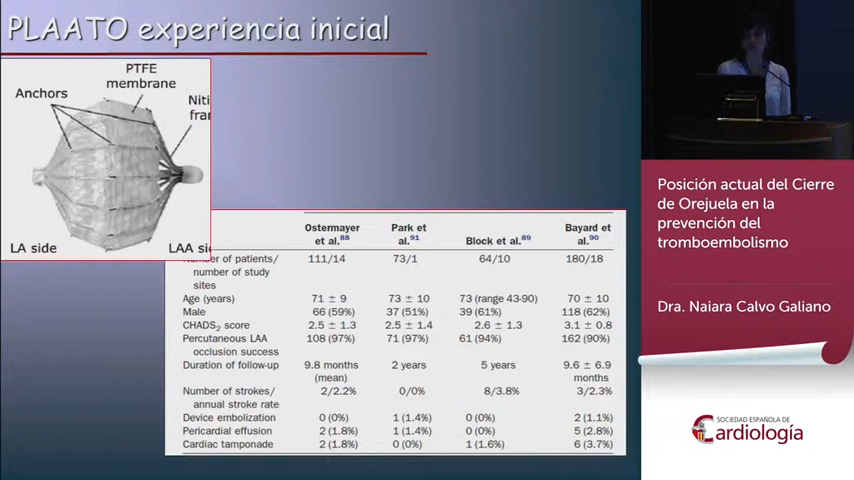 PLAATO experiencia inicial
PTFE
membrane
Anchors
Niti
fran
LA side
LAA si
Ostermayer et al.88 Park et al.91 Block et al.89 Bayard et al.90
Number of patients/ number of study sites 111/14 73/1 64/10 180/18
Age (years) 71 ± 9 73 ± 10 73 (range 43-90) 70 ± 10
Male 66 (59%) 37 (51%) 39 (61%) 118 (62%)
CHADS2 score 2.5 ± 1.3 2.5 ± 1.4 2.6 ± 1.3 3.1 ± 0.8
Percutaneous LAA occlusion success 108 (97%) 71 (97%) 61 (94%) 162 (90%)
Duration of follow-up 9.8 months (mean) 2 years 5 years 9.6 ± 6.9 months
Number of strokes/ annual stroke rate 2/2.2% 0/0% 8/3.8% 3/2.3%
Device embolization 0 (0%) 1 (1.4%) 0 (0%) 2 (1.1%)
Pericardial effusion 2 (1.8%) 1 (1.4%) 0 (0%) 5 (2.8%)
Cardiac tamponade 2 (1.8%) 0 (0%) 1 (1.6%) 6 (3.7%)
Posición actual del Cierre
de Orejuela en la
prevención del
tromboembolismo
Dra. Naiara Calvo Galiano
SOCIEDAD ESPAÑOLA DE
Cardiología